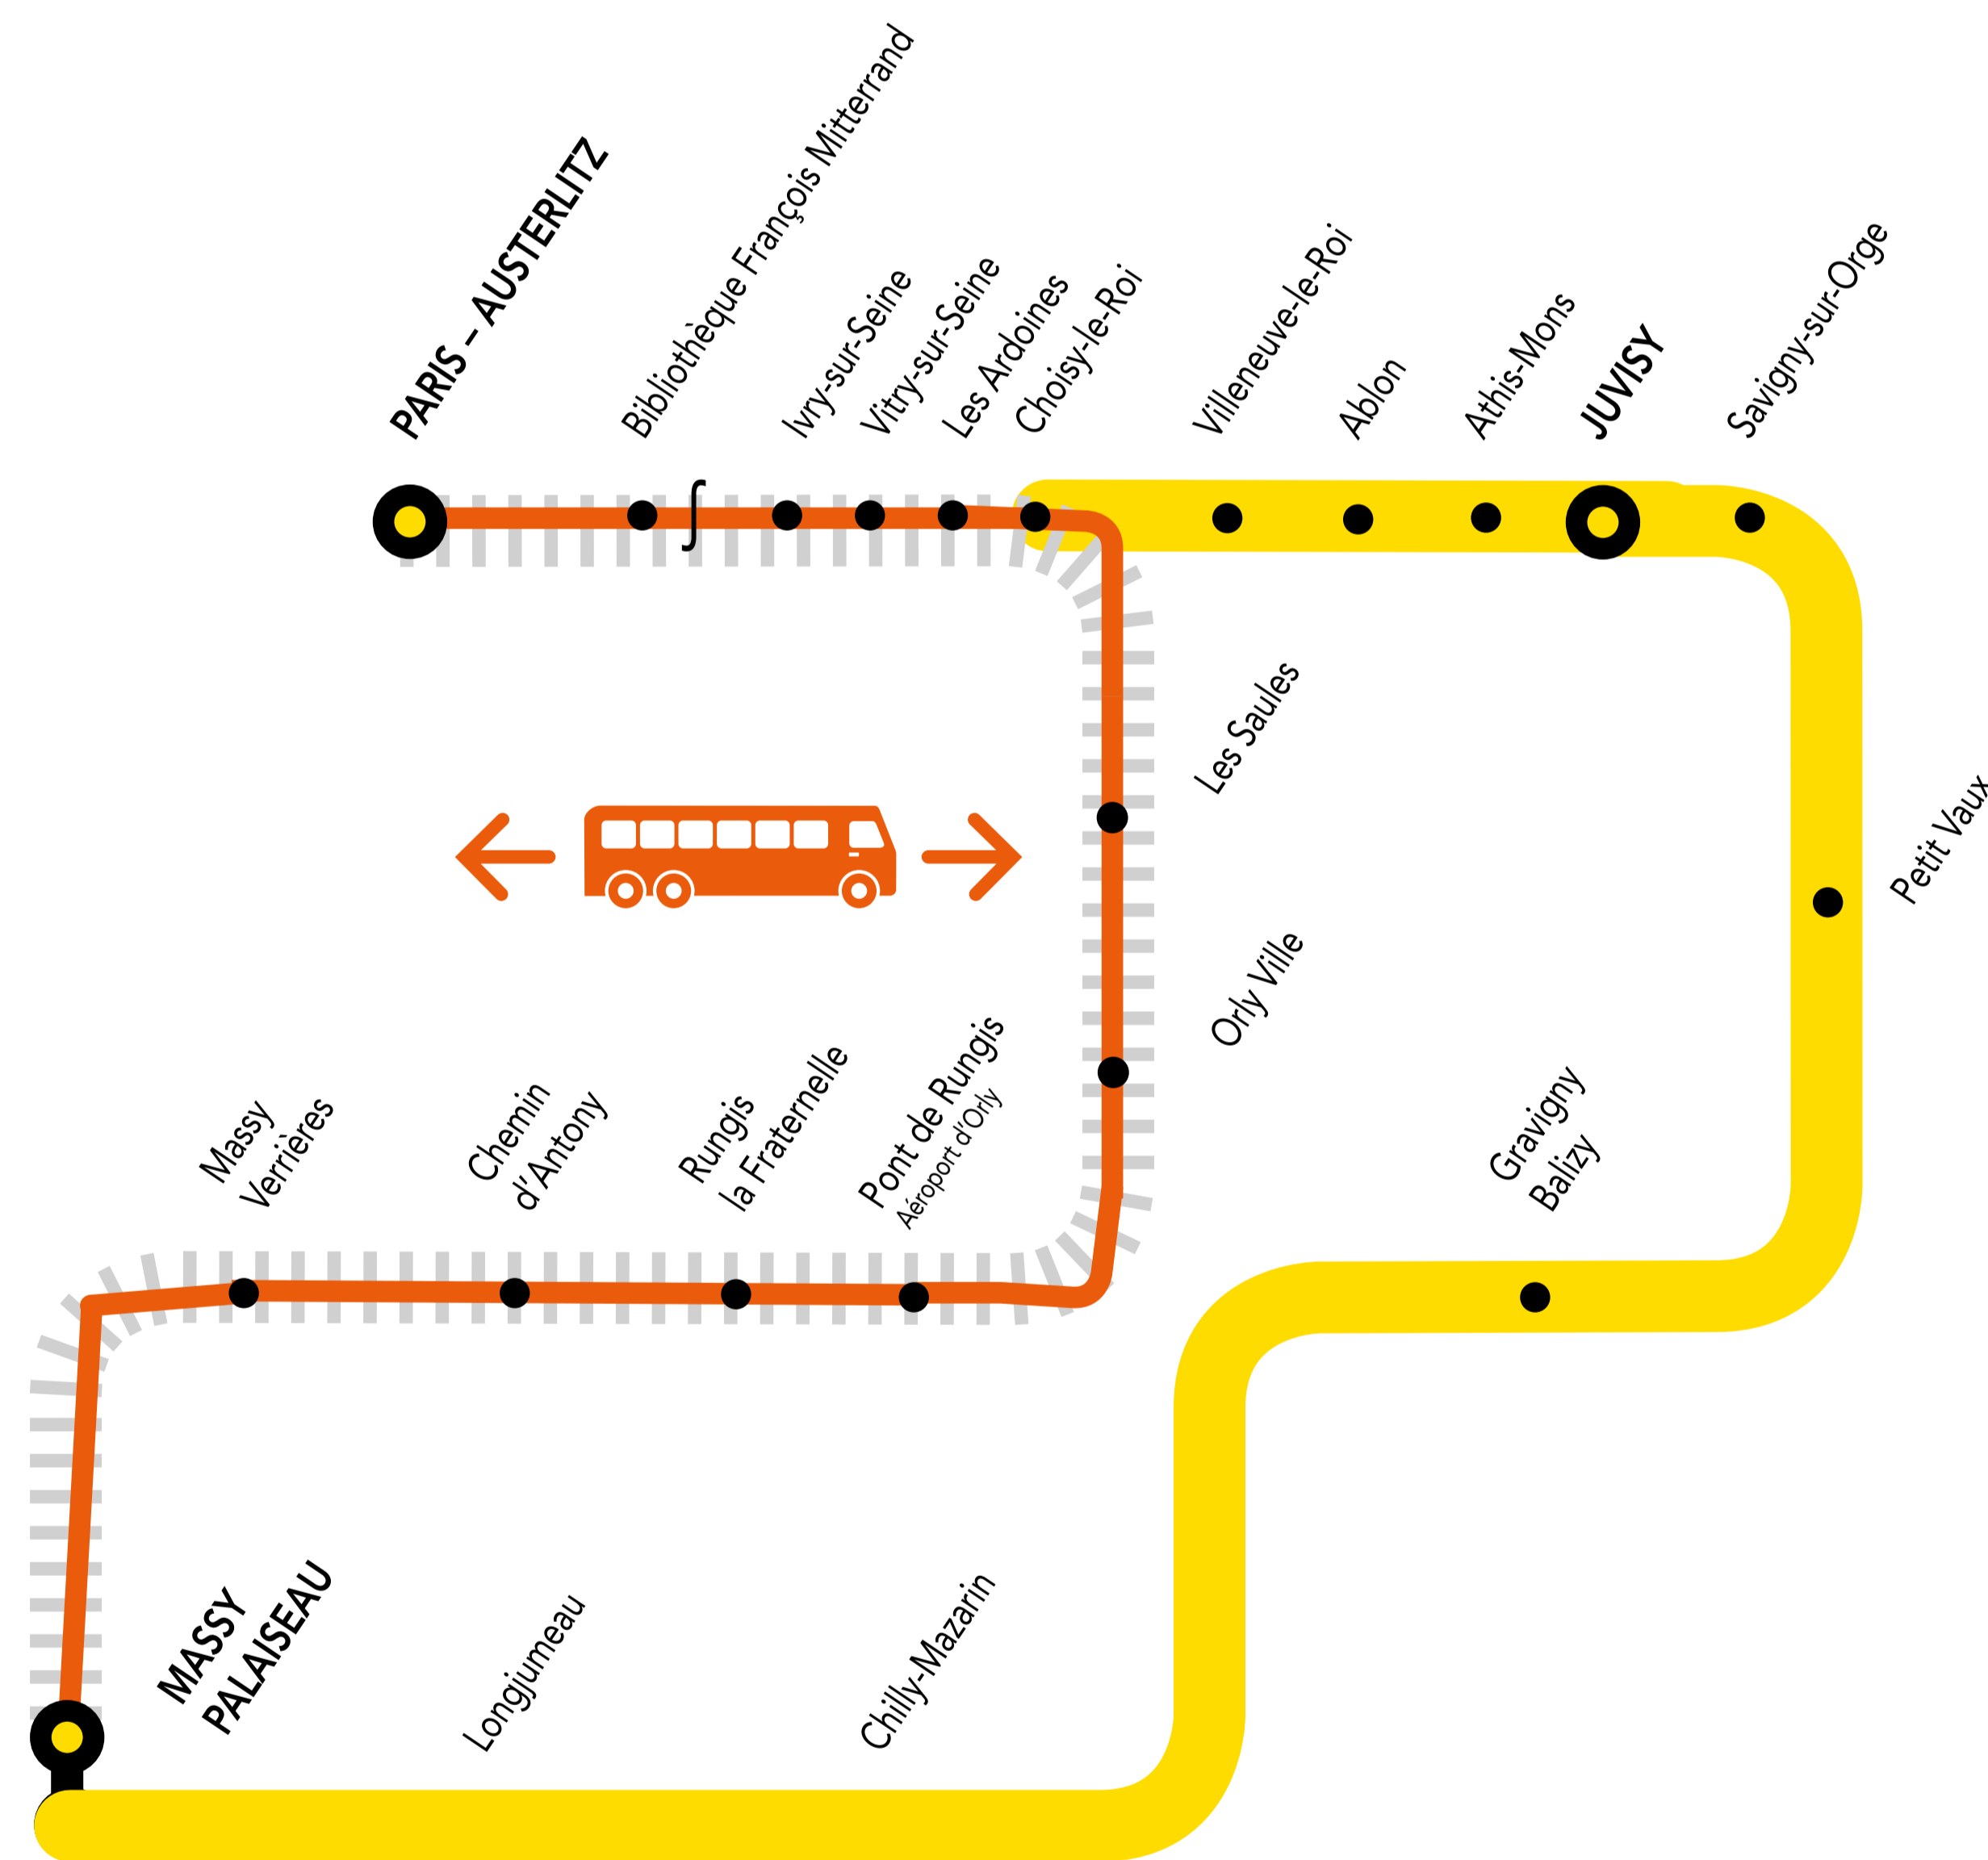 PARIS – AUSTERLITZ
Bibliothèque François Mitterrand
Ivry-sur-Seine
Vitry-sur-Seine
Les Ardoines
Choisy-le-Roi
Villeneuve-le-Roi
Ablon
Athis-Mons
JUVISY
Savigny-sur-Orge
Les Saules
Petit Vaux
Orly Ville
Massy
Verrières
Chemin
d'Antony
Rungis
la Fraternelle
Pont de Rungis
Aéroport d'Orly
Gravigny
Balizy
MASSY
PALAISEAU
Longjumeau
Chilly-Mazarin